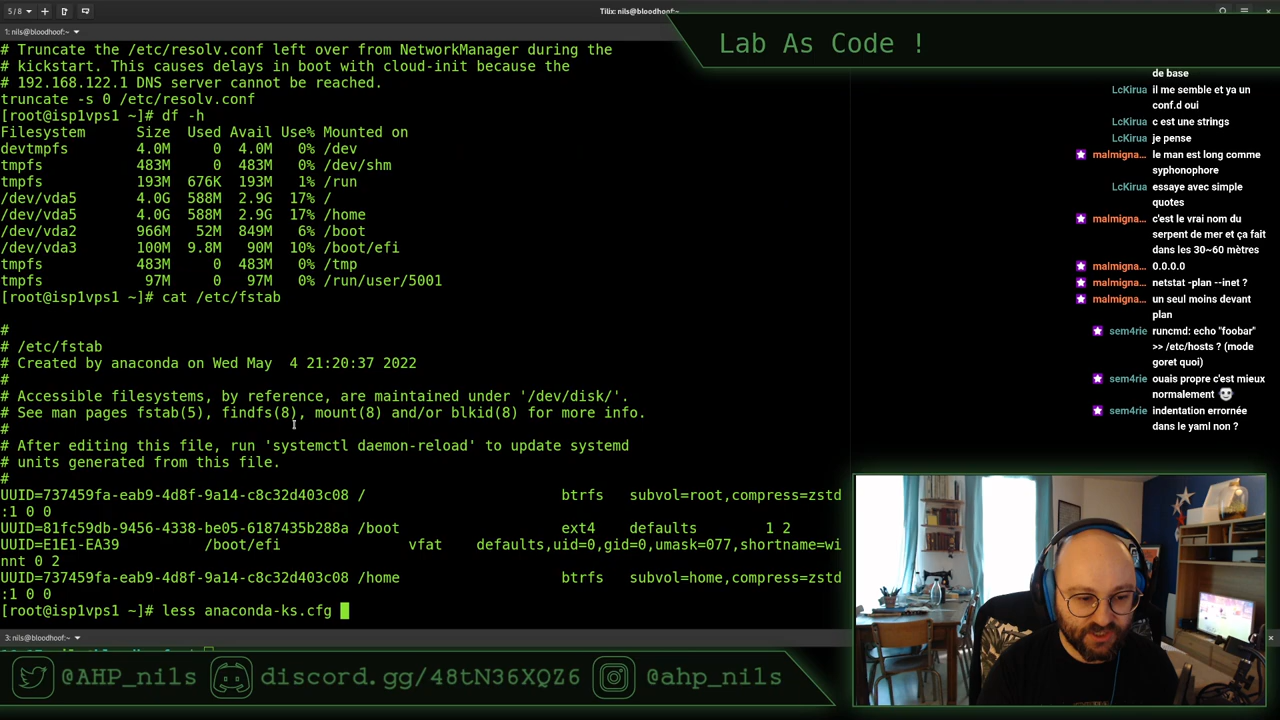 5/8
Tilix: nils@bloodhoof:~
1: nils@bloodhoof:~
Lab As Code !
# Truncate the /etc/resolv.conf left over from NetworkManager during the
# kickstart. This causes delays in boot with cloud-init because the
# 192.168.122.1 DNS server cannot be reached.
truncate -s 0 /etc/resolv.conf
[root@isp1vps1 ~]# df -h
Filesystem      Size  Used Avail Use% Mounted on
devtmpfs        4.0M     0  4.0M   0% /dev
tmpfs           483M     0  483M   0% /dev/shm
tmpfs           193M  676K  193M   1% /run
/dev/vda5       4.0G  588M  2.9G  17% /
/dev/vda5       4.0G  588M  2.9G  17% /home
/dev/vda2       966M   52M  849M   6% /boot
/dev/vda3       100M  9.8M   90M  10% /boot/efi
tmpfs           483M     0  483M   0% /tmp
tmpfs            97M     0   97M   0% /run/user/5001
[root@isp1vps1 ~]# cat /etc/fstab
#
# /etc/fstab
# Created by anaconda on Wed May  4 21:20:37 2022
#
# Accessible filesystems, by reference, are maintained under '/dev/disk/'.
# See man pages fstab(5), findfs(8), mount(8) and/or blkid(8) for more info.
#
# After editing this file, run 'systemctl daemon-reload' to update systemd
# units generated from this file.
#
UUID=737459fa-eab9-4d8f-9a14-c8c32d403c08 /                         btrfs   subvol=root,compress=zstd
:1 0 0
UUID=81fc59db-9456-4338-be05-6187435b288a /boot                   ext4    defaults        1 2
UUID=E1E1-EA39          /boot/efi               vfat    defaults,uid=0,gid=0,umask=077,shortname=wi
nnt 0 2
UUID=737459fa-eab9-4d8f-9a14-c8c32d403c08 /home                   btrfs   subvol=home,compress=zstd
:1 0 0
[root@isp1vps1 ~]# less anaconda-ks.cfg
3: nils@bloodhoof:~
de base
LcKirua il me semble et ya un
conf.d oui
LcKirua c est une strings
LcKirua je pense
malmigna... le man est long comme
syphonophore
LcKirua essaye avec simple
quotes
malmigna... c'est le vrai nom du
serpent de mer et ça fait
dans les 30~60 mètres
malmigna... 0.0.0.0
malmigna... netstat -plan --inet ?
malmigna... un seul moins devant
plan
sem4rie runcmd: echo "foobar"
>> /etc/hosts ? (mode
goret quoi)
sem4rie ouais propre c'est mieux
normalement
sem4rie indentation errornée
dans le yaml non ?
@AHP_nils discord.gg/48tN36XQZ6 @ahp_nils